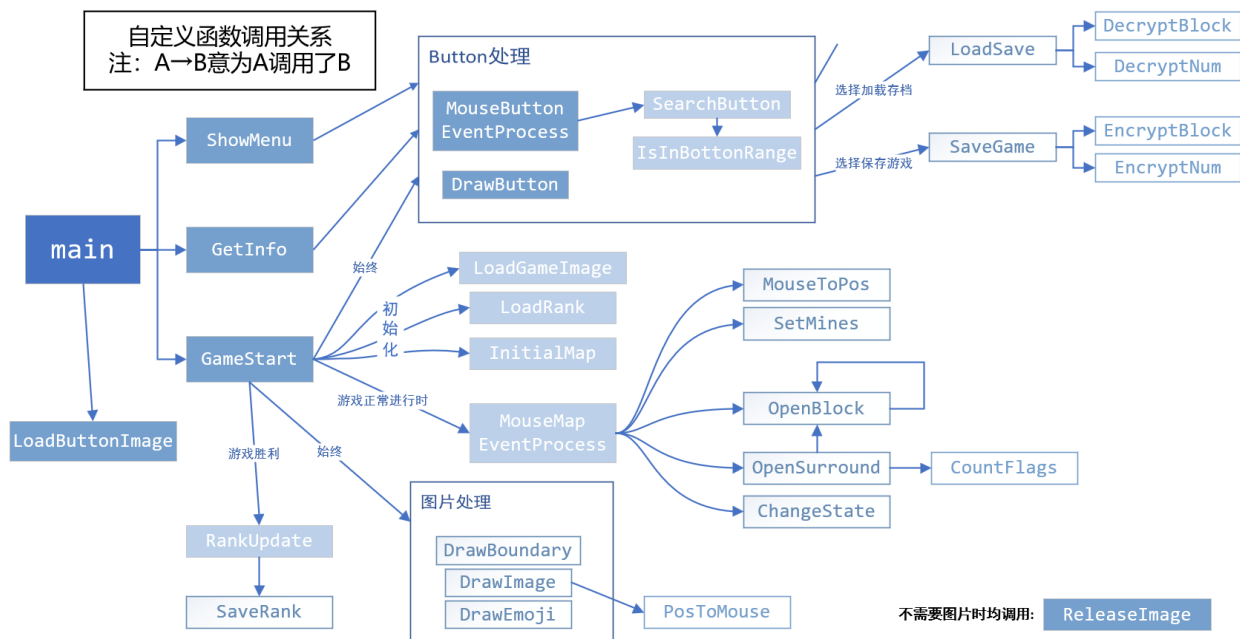 自定义函数调用关系
注：A→B意为A调用了B
Button处理
MouseButton
EventProcess
SearchButton
IsInBottonRange
DrawButton
选择加载存档
LoadSave
DecryptBlock
DecryptNum
选择保存游戏
SaveGame
EncryptBlock
EncryptNum
ShowMenu
main
GetInfo
GameStart
LoadButtonImage
始终
初始化
LoadGameImage
LoadRank
InitialMap
游戏正常进行时
MouseMap
EventProcess
MouseToPos
SetMines
OpenBlock
OpenSurround
CountFlags
ChangeState
游戏胜利
始终
RankUpdate
SaveRank
图片处理
DrawBoundary
DrawImage
DrawEmoji
PosToMouse
不需要图片时均调用:
ReleaseImage